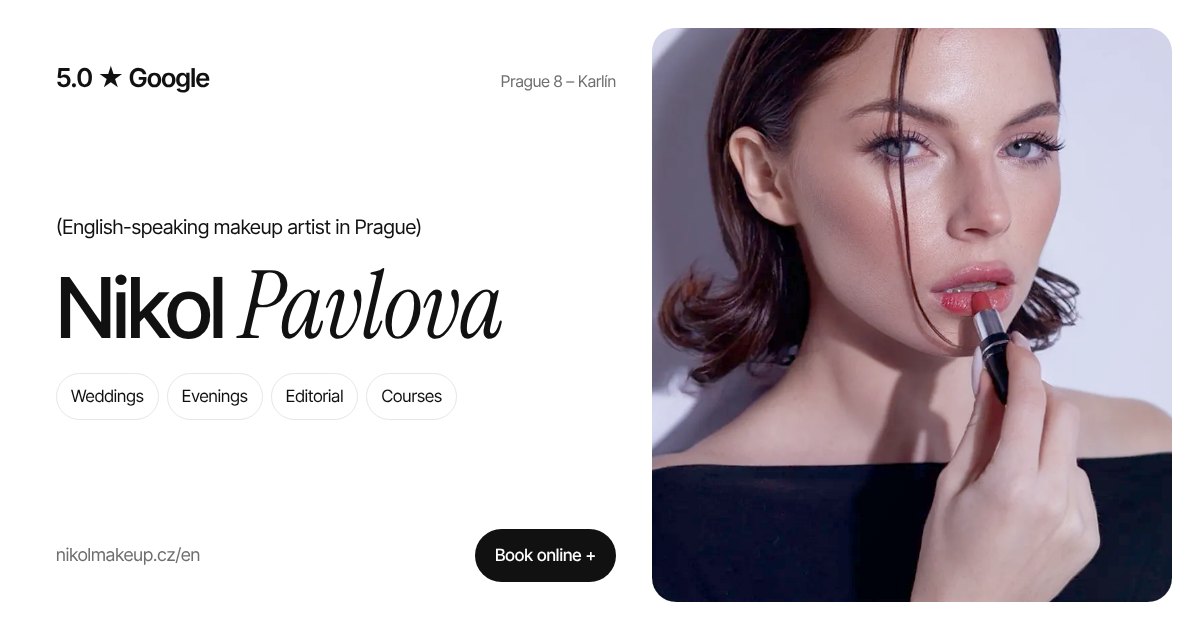 5.0 ★ Google
Prague 8 – Karlín
(English-speaking makeup artist in Prague)
Nikol Pavlova
Weddings
Evenings
Editorial
Courses
nikolmakeup.cz/en
Book online +